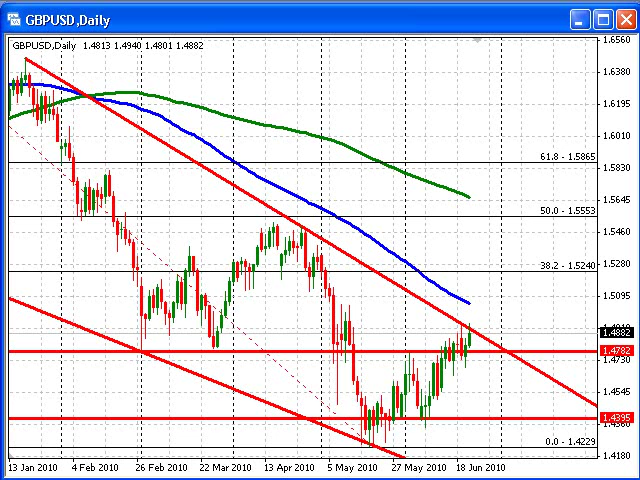 GBPUSD,Daily
GBPUSD,Daily 1.4813 4.4940 1.4801 1.4882
1.6560
1.6380
1.6195
1.6010
61.8 - 1.5865
1.5830
1.5645
50.0 - 1.5553
1.5460
38.2 - 1.5240
1.5280
1.5095
1.4882
1.4782
1.4730
1.4545
1.4395
0.0 - 1.4229
1.4180
13 Jan 2010 4 Feb 2010 26 Feb 2010 22 Mar 2010 13 Apr 2010 5 May 2010 27 May 2010 18 Jun 2010